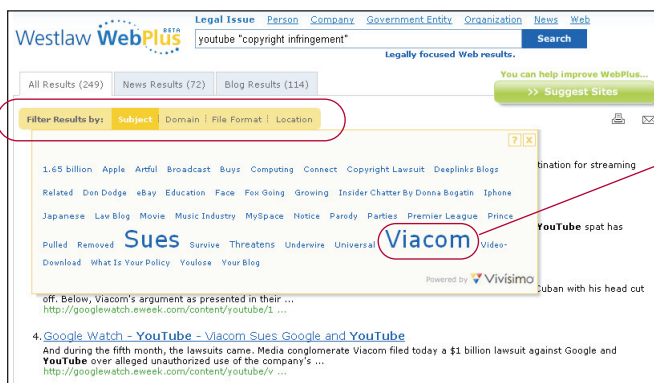 Legal Issue Person Company Government Entity Organization News Web
Westlaw WebPlus BETA
youtube "copyright infringement" Search
Legally focused Web results.
You can help improve WebPlus...
All Results (249) News Results (72) Blog Results (114)
>> Suggest Sites
Filter Results by: Subject Domain File Format Location
? x
1.65 billion Apple Artful Broadcast Buys Computing Connect Copyright Lawsuit Deeplinks Blogs
tination for streaming
Related Don Dodge eBay Education Face Fox Going Growing Insider Chatter By Donna Bogatin Iphone
Japanese Law Blog Movie Music Industry MySpace Notice Parody Parties Premier League Prince
YouTube spat has
Pulled Removed Sues Survive Threatens Underwire Universal Viacom Video-
Download What Is Your Policy Youlose Your Blog
Powered by Vivísimo
Cuban with his head cut
off. Below, Viacom's argument as presented in their ...
http://googlewatch.eweek.com/content/youtube/1 ...
4. Google Watch - YouTube - Viacom Sues Google and YouTube
And during the fifth month, the lawsuits came. Media conglomerate Viacom filed today a $1 billion lawsuit against Google and
YouTube over alleged unauthorized use of the company's ...
http://googlewatch.eweek.com/content/youtube/v ...